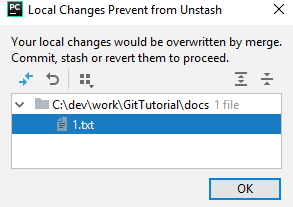 PC
Local Changes Prevent from Unstash
Your local changes would be overwritten by merge.
Commit, stash or revert them to proceed.
C:\dev\work\GitTutorial\docs 1 file
1.txt
OK